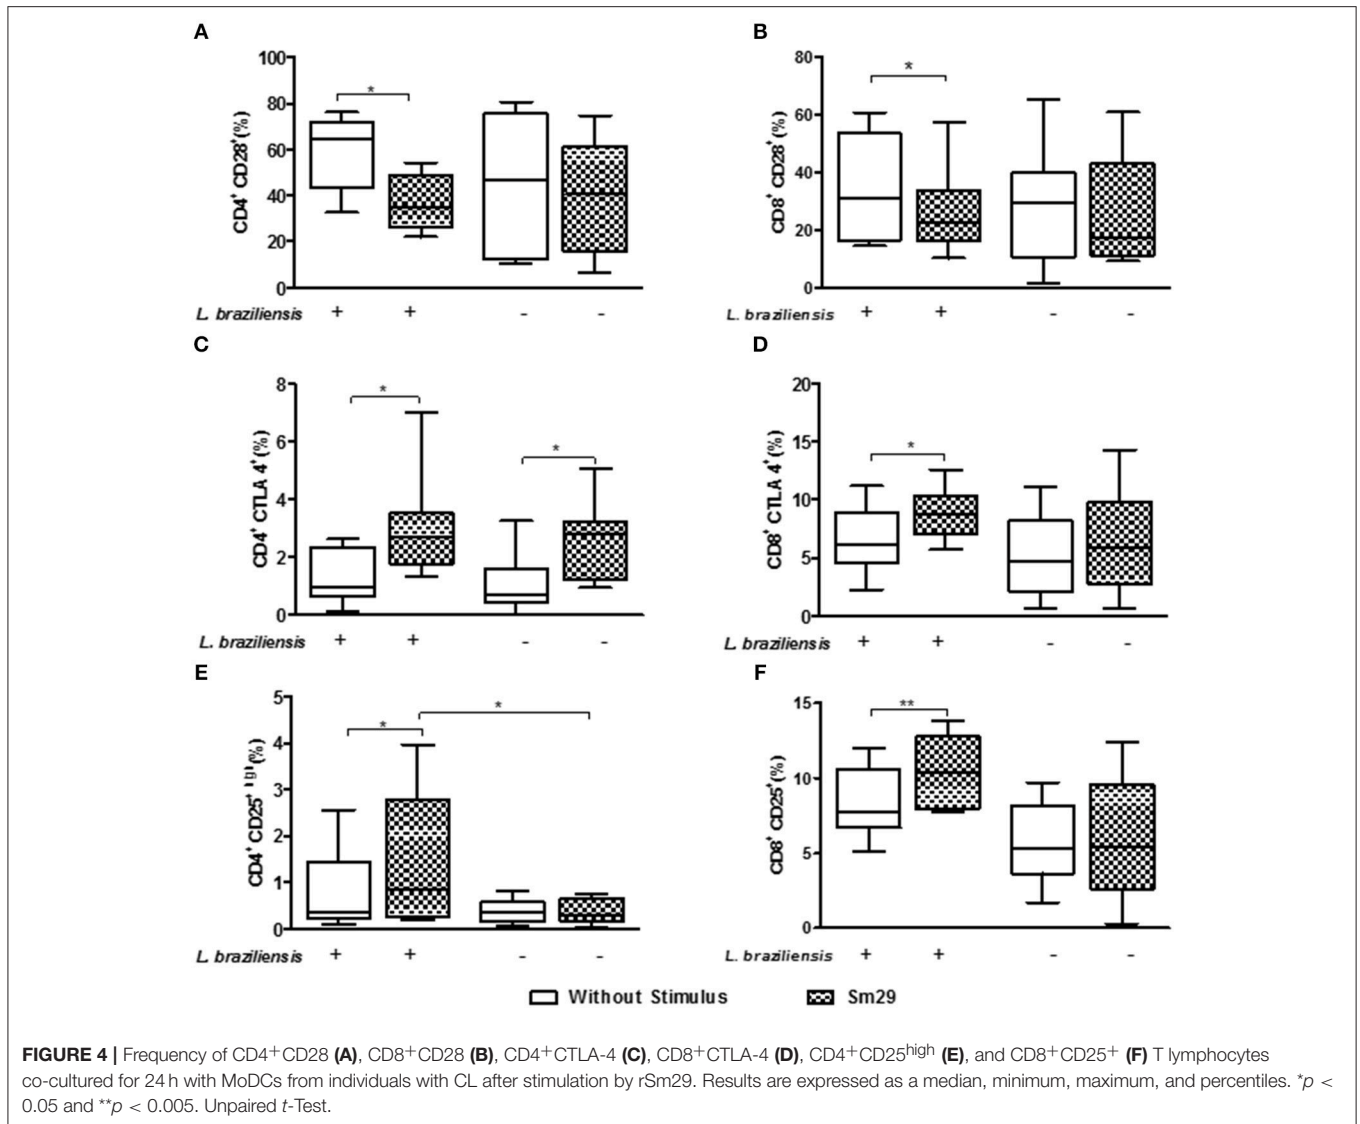 A
100
80
60
40
20
0
CD4+ CD28+(%)
*
L. braziliensis + + - -
B
80
60
40
20
0
CD8+ CD28+(%)
*
L. braziliensis + + - -
C
8
6
4
2
0
CD4+ CTLA 4+(%)
*
*
L. braziliensis + + - -
D
20
15
10
5
0
CD8+ CTLA 4+(%)
*
L. braziliensis + + - -
E
5
4
3
2
1
0
CD4+ CD25+ high(%)
*
*
L. braziliensis + + - -
F
15
10
5
0
CD8+ CD25+(%)
**
L. braziliensis + + - -
Without Stimulus Sm29
FIGURE 4 | Frequency of CD4+CD28 (A), CD8+CD28 (B), CD4+CTLA-4 (C), CD8+CTLA-4 (D), CD4+CD25high (E), and CD8+CD25+ (F) T lymphocytes
co-cultured for 24 h with MoDCs from individuals with CL after stimulation by rSm29. Results are expressed as a median, minimum, maximum, and percentiles. *p <
0.05 and **p < 0.005. Unpaired t-Test.